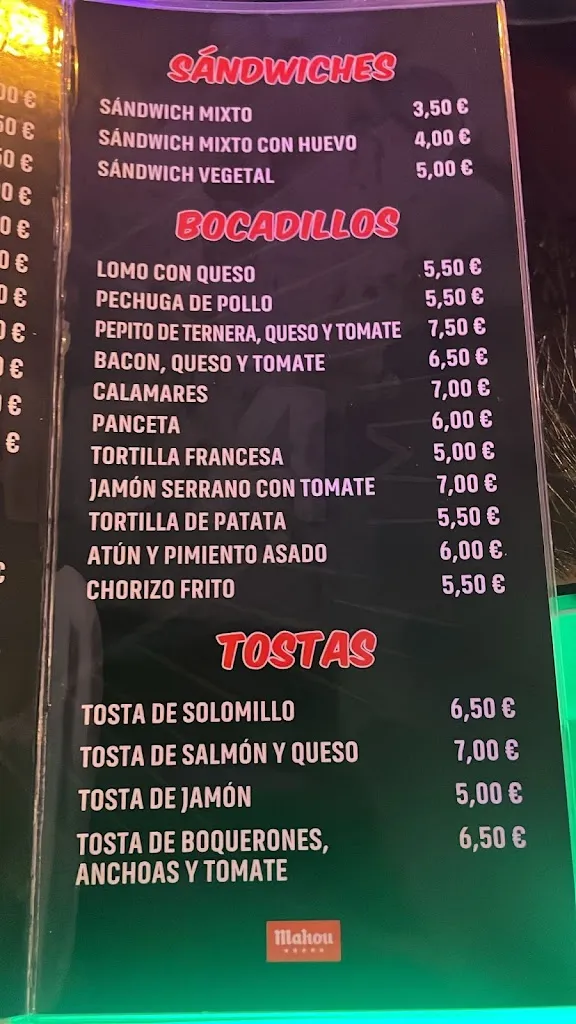 SÁNDWICHES
SÁNDWICH MIXTO 3,50 €
SÁNDWICH MIXTO CON HUEVO 4,00 €
SÁNDWICH VEGETAL 5,00 €
BOCADILLOS
LOMO CON QUESO 5,50 €
PECHUGA DE POLLO 5,50 €
PEPITO DE TERNERA, QUESO Y TOMATE 7,50 €
BACON, QUESO Y TOMATE 6,50 €
CALAMARES 7,00 €
PANCETA 6,00 €
TORTILLA FRANCESA 5,00 €
JAMÓN SERRANO CON TOMATE 7,00 €
TORTILLA DE PATATA 5,50 €
ATÚN Y PIMIENTO ASADO 6,00 €
CHORIZO FRITO 5,50 €
TOSTAS
TOSTA DE SOLOMILLO 6,50 €
TOSTA DE SALMÓN Y QUESO 7,00 €
TOSTA DE JAMÓN 5,00 €
TOSTA DE BOQUERONES, 6,50 €
ANCHOAS Y TOMATE
Mahou